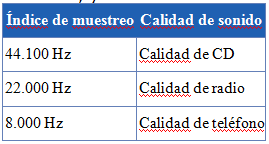 Índice de muestreo Calidad de sonido
44.100 Hz Calidad de CD
22.000 Hz Calidad de radio
8.000 Hz Calidad de teléfono